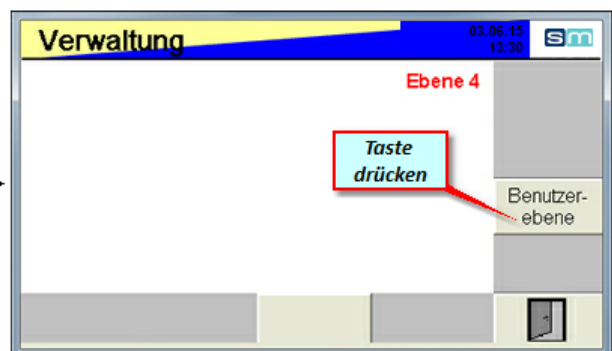 Verwaltung
03.06.15
13:30
sm
Ebene 4
Taste
drücken
Benutzer-
ebene